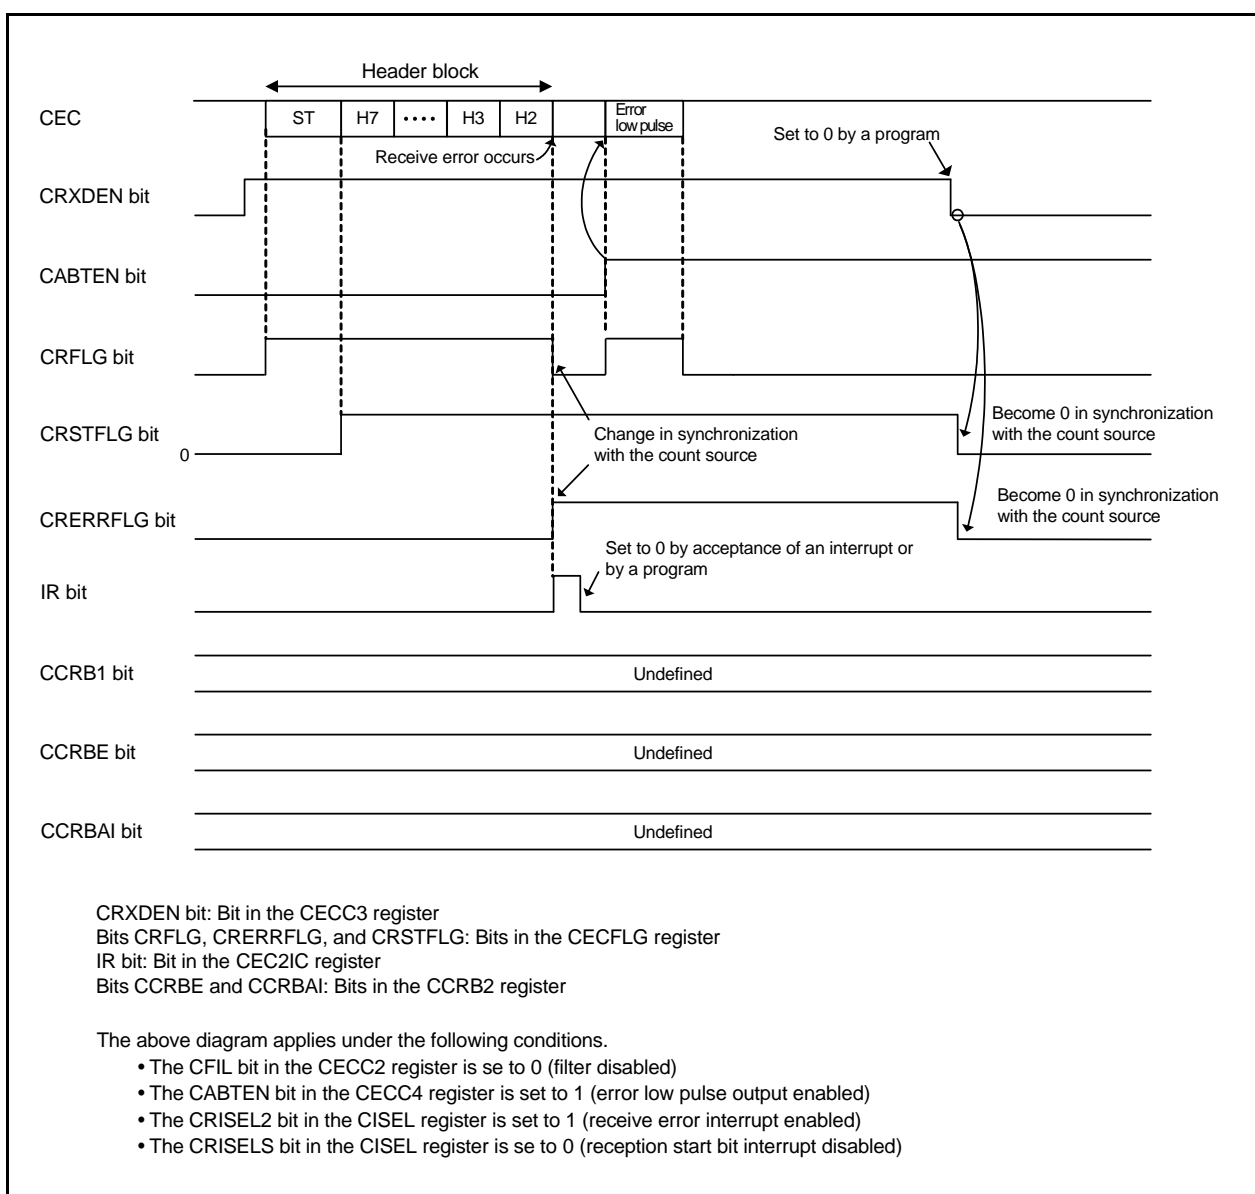 Header block
CEC
ST
H7
....
H3
H2
Error
low pulse
Receive error occurs
Set to 0 by a program
CRXDEN bit
CABTEN bit
CRFLG bit
CRSTFLG bit
0
Change in synchronization
with the count source
Become 0 in synchronization
with the count source
CRERRFLG bit
Become 0 in synchronization
with the count source
Set to 0 by acceptance of an interrupt or
by a program
IR bit
CCRB1 bit
Undefined
CCRBE bit
Undefined
CCRBAI bit
Undefined
CRXDEN bit: Bit in the CECC3 register
Bits CRFLG, CRERRFLG, and CRSTFLG: Bits in the CECFLG register
IR bit: Bit in the CEC2IC register
Bits CCRBE and CCRBAI: Bits in the CCRB2 register
The above diagram applies under the following conditions.
• The CFIL bit in the CECC2 register is se to 0 (filter disabled)
• The CABTEN bit in the CECC4 register is set to 1 (error low pulse output enabled)
• The CRISEL2 bit in the CISEL register is set to 1 (receive error interrupt enabled)
• The CRISELS bit in the CISEL register is se to 0 (reception start bit interrupt disabled)